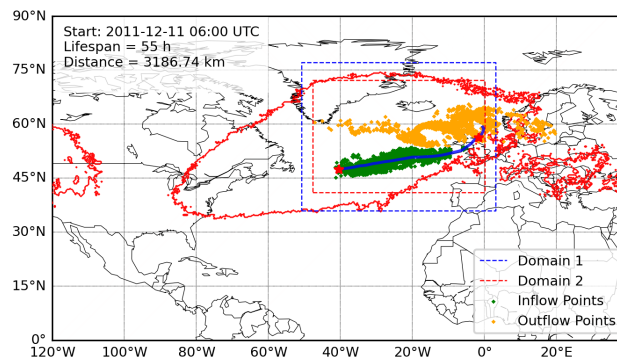 90°N
75°N
60°N
45°N
30°N
15°N
0°
Start: 2011-12-11 06:00 UTC
Lifespan = 55 h
Distance = 3186.74 km
Domain 1
Domain 2
Inflow Points
Outflow Points
120°W 100°W 80°W 60°W 40°W 20°W 0° 20°E